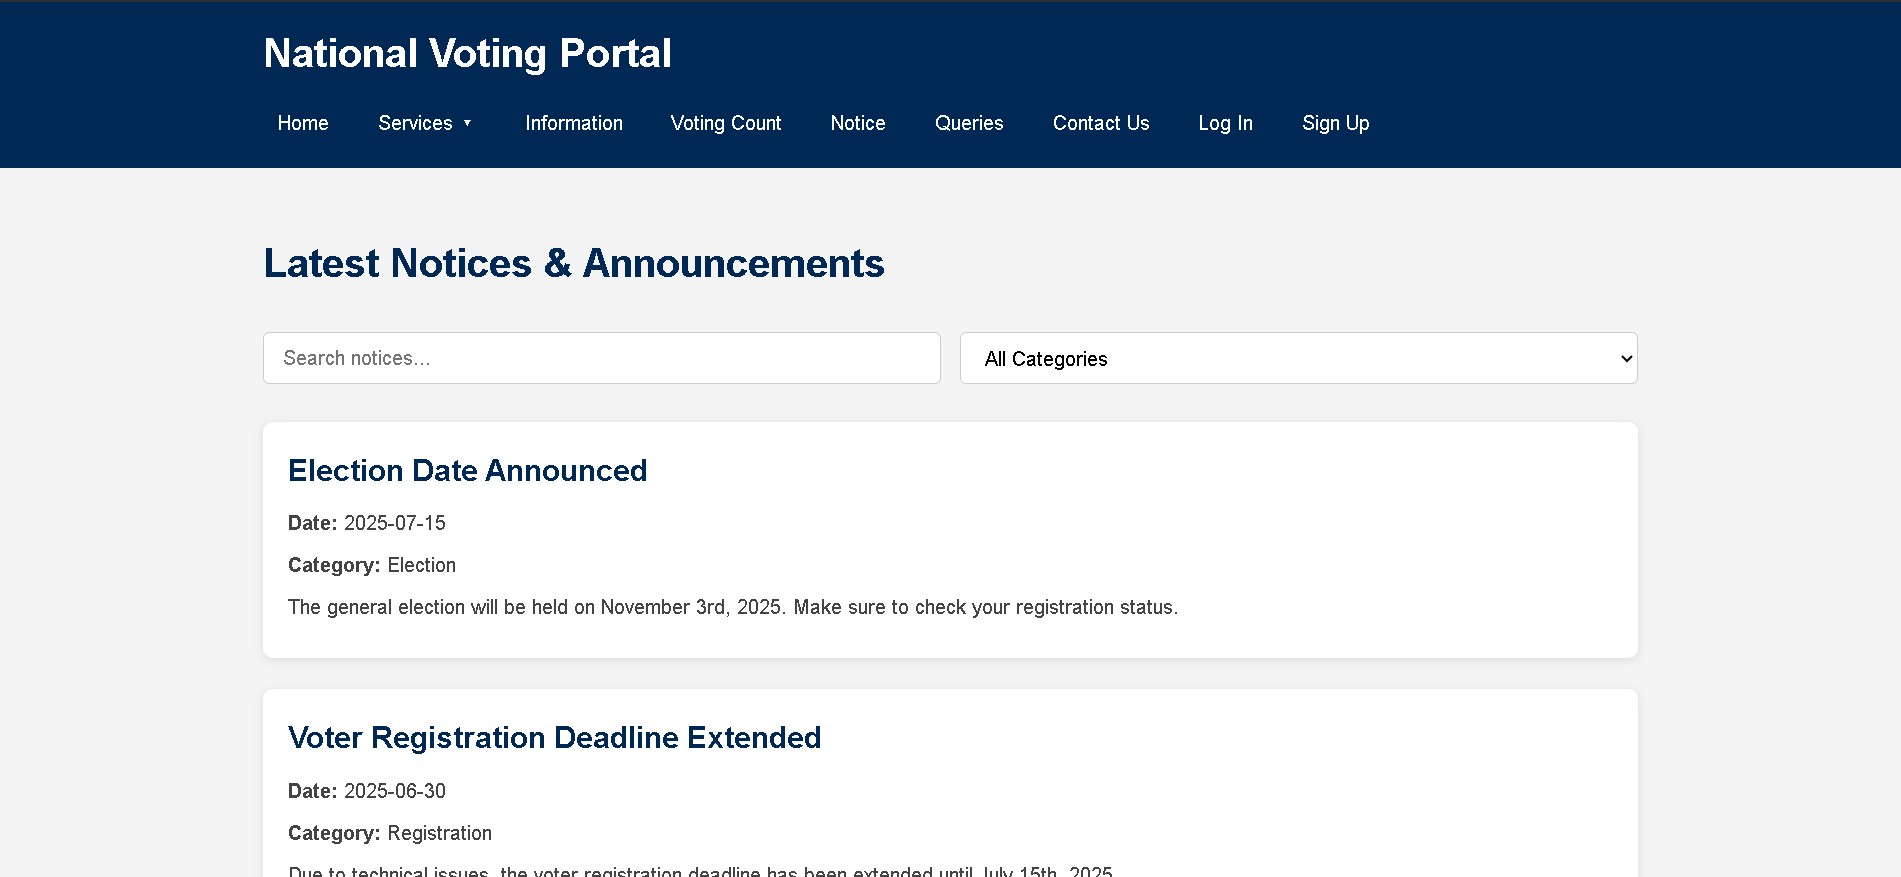 National Voting Portal
Home Services ▼ Information Voting Count Notice Queries Contact Us Log In Sign Up
Latest Notices & Announcements
Search notices...
All Categories
Election Date Announced
Date: 2025-07-15
Category: Election
The general election will be held on November 3rd, 2025. Make sure to check your registration status.
Voter Registration Deadline Extended
Date: 2025-06-30
Category: Registration
Due to technical issues, the voter registration deadline has been extended until July 15th, 2025.